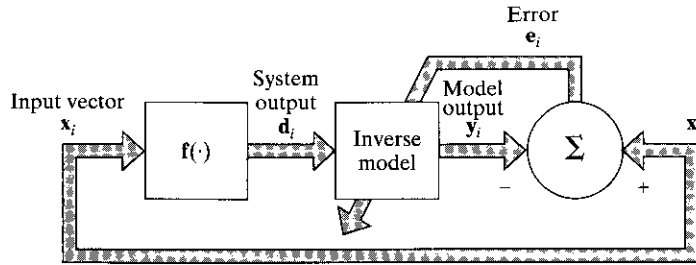 Error
e_i
System
output
d_i
Model
output
y_i
Input vector
x_i
f(·)
Inverse
model
Σ
x
−
+